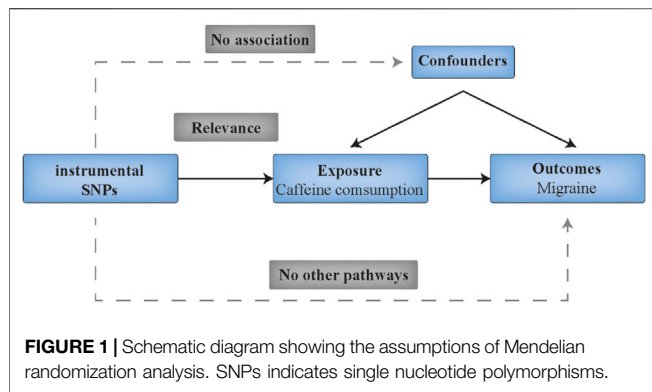 No association
Confounders
Relevance
instrumental
SNPs
Exposure
Caffeine comsumption
Outcomes
Migraine
No other pathways
FIGURE 1 | Schematic diagram showing the assumptions of Mendelian
randomization analysis. SNPs indicates single nucleotide polymorphisms.